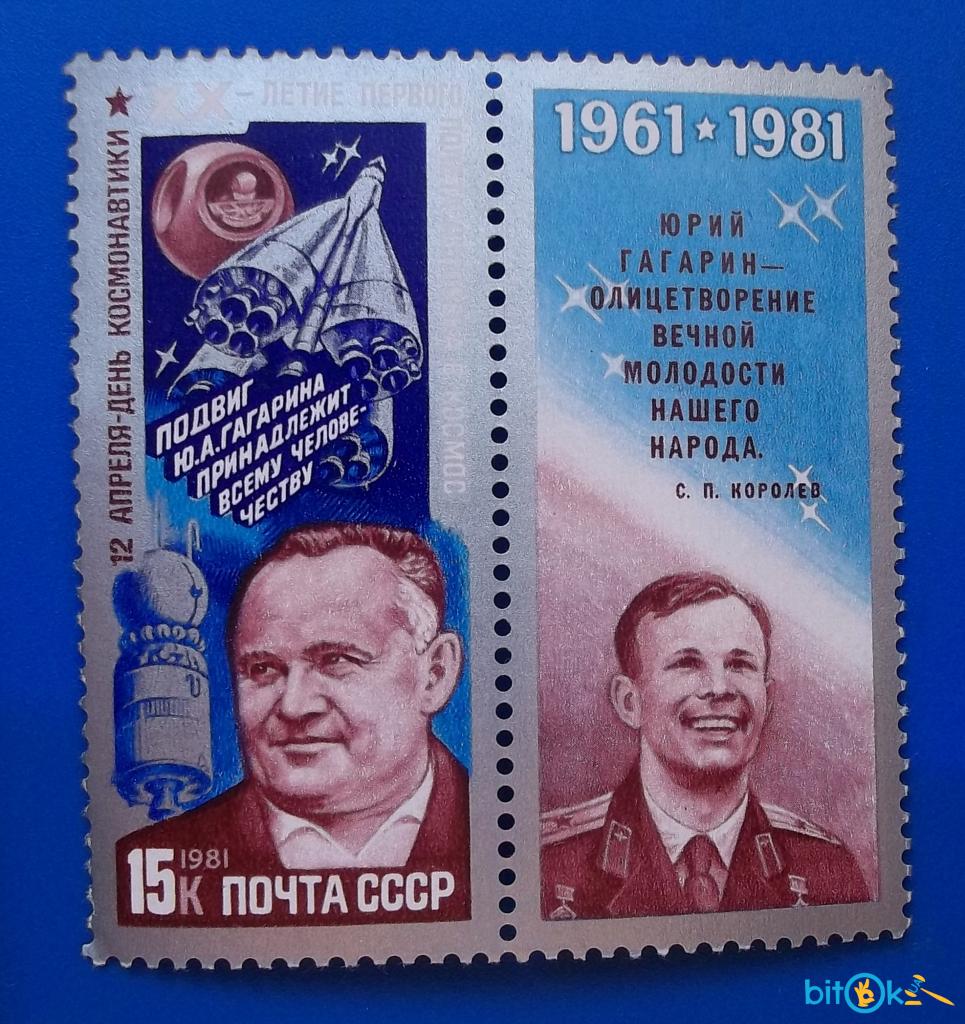 XX-ЛЕТИЕ ПЕРВОГО
КОСМОС
12 АПРЕЛЯ-ДЕНЬ КОСМОНАВТИКИ
ПОДВИГ
Ю.А.ГАГАРИНА
ПРИНАДЛЕЖИТ
ВСЕМУ ЧЕЛОВЕ-
ЧЕСТВУ
15К 1981 ПОЧТА СССР
1961★1981
ЮРИЙ
ГАГАРИН—
ОЛИЦЕТВОРЕНИЕ
ВЕЧНОЙ
МОЛОДОСТИ
НАШЕГО
НАРОДА.
С. П. КОРОЛЕВ
bitok